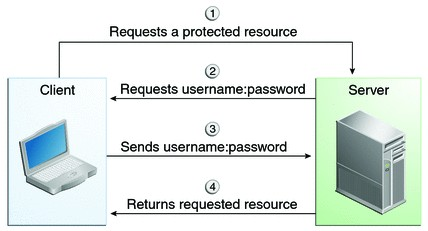 1
Requests a protected resource
Client
Server
2
Requests username:password
3
Sends username:password
4
Returns requested resource